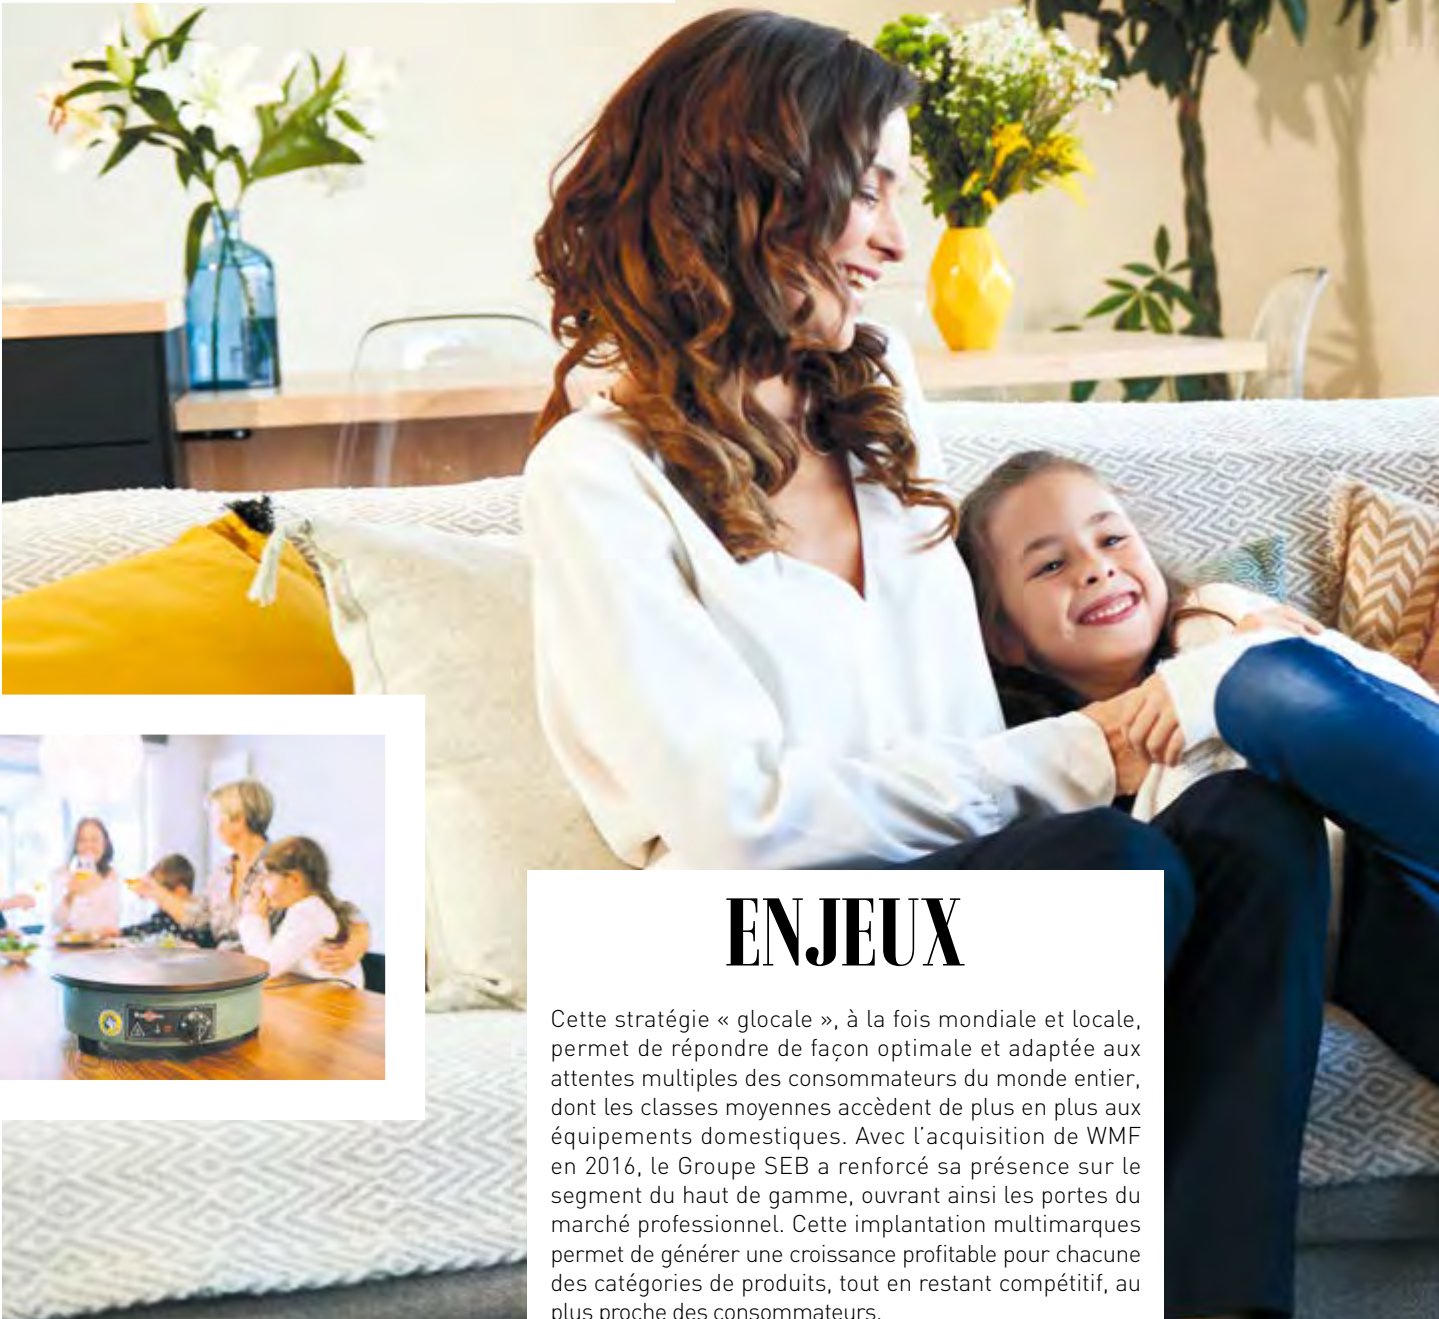 ENJEUX
Cette stratégie « glocale », à la fois mondiale et locale,
permet de répondre de façon optimale et adaptée aux
attentes multiples des consommateurs du monde entier,
dont les classes moyennes accèdent de plus en plus aux
équipements domestiques. Avec l’acquisition de WMF
en 2016, le Groupe SEB a renforcé sa présence sur le
segment du haut de gamme, ouvrant ainsi les portes du
marché professionnel. Cette implantation multimarques
permet de générer une croissance profitable pour chacune
des catégories de produits, tout en restant compétitif, au
plus proche des consommateurs.